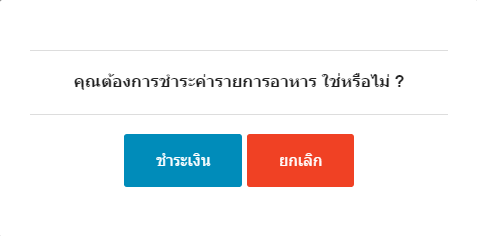 คุณต้องการชำระค่ารายการอาหาร ใช่หรือไม่ ?
ชำระเงิน
ยกเลิก